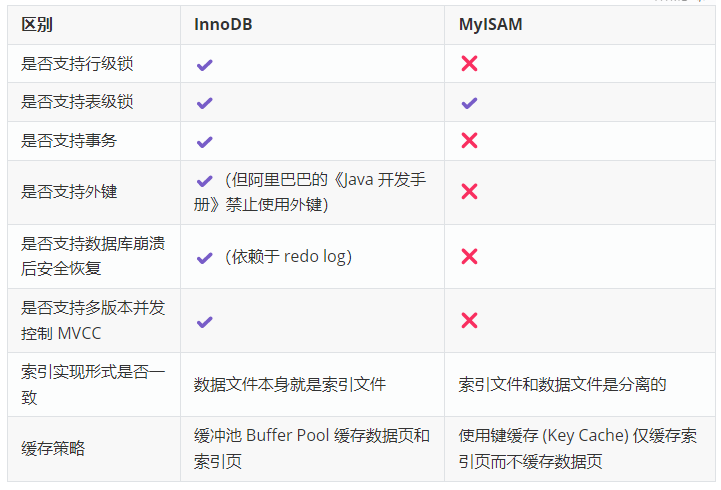 区别 InnoDB MyISAM
是否支持行级锁 ✓ ✗
是否支持表级锁 ✓ ✓
是否支持事务 ✓ ✗
是否支持外键 ✓（但阿里巴巴的《Java 开发手
册》禁止使用外键） ✗
是否支持数据库崩溃
后安全恢复 ✓（依赖于 redo log） ✗
是否支持多版本并发
控制 MVCC ✓ ✗
索引实现形式是否一
致 数据文件本身就是索引文件 索引文件和数据文件是分离的
缓存策略
缓冲池 Buffer Pool 缓存数据页和
索引页
使用键缓存 (Key Cache) 仅缓存索
引页而不缓存数据页